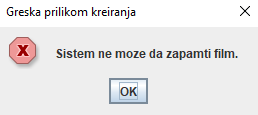 Greska prilikom kreiranja
Sistem ne moze da zapamti film.
OK